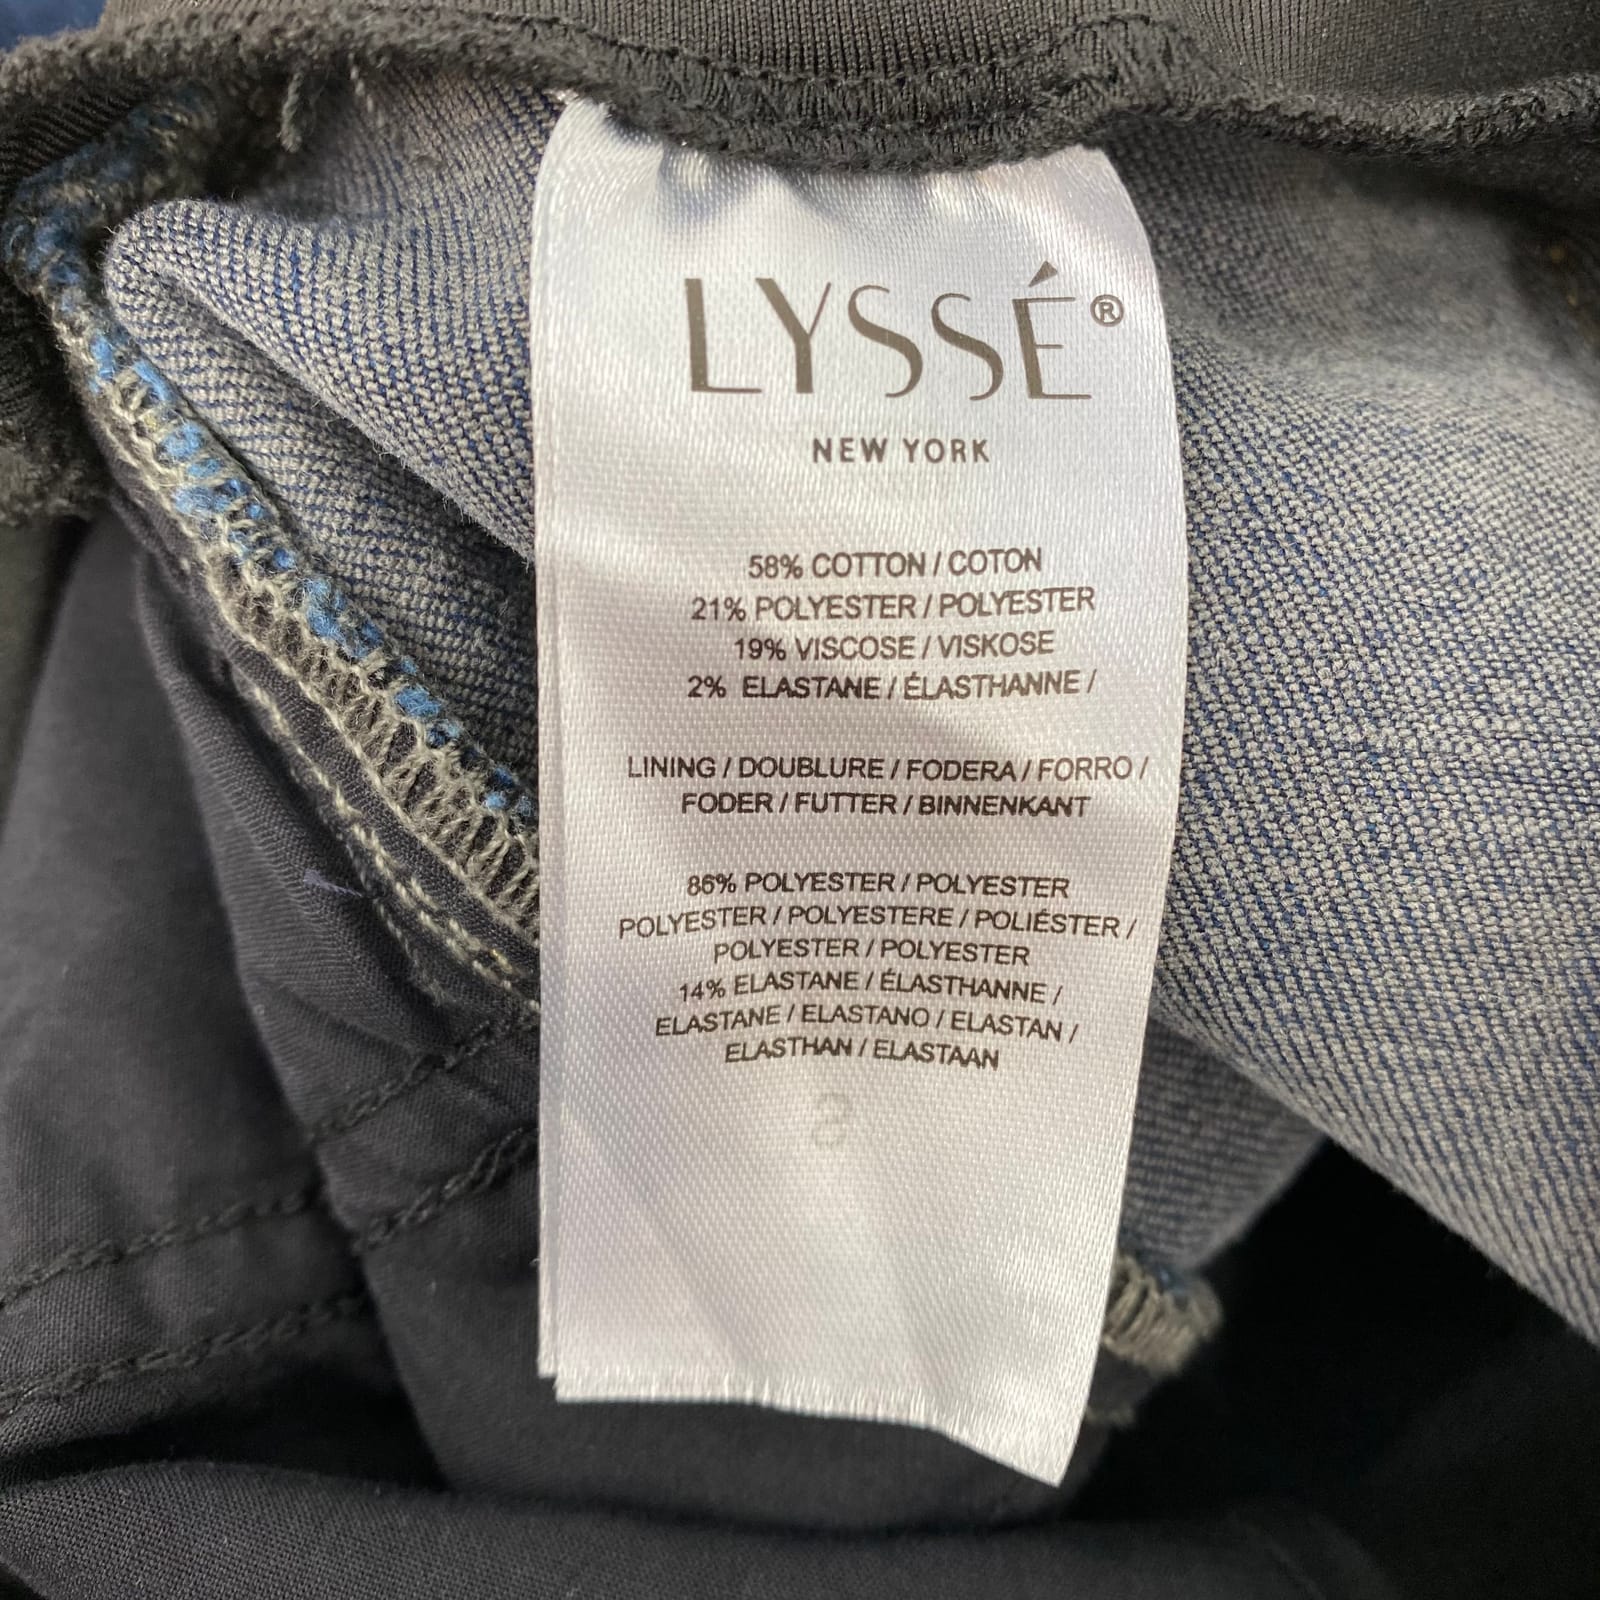 LYSSÉ®
NEW YORK
58% COTTON / COTON
21% POLYESTER / POLYESTER
19% VISCOSE / VISKOSE
2% ELASTANE / ÉLASTHANNE /
LINING / DOUBLURE / FODERA / FORRO /
FODER / FUTTER / BINNENKANT
86% POLYESTER / POLYESTER
POLYESTER / POLYESTERE / POLIÉSTER /
POLYESTER / POLYESTER
14% ELASTANE / ÉLASTHANNE /
ELASTANE / ELASTANO / ELASTAN /
ELASTHAN / ELASTAAN